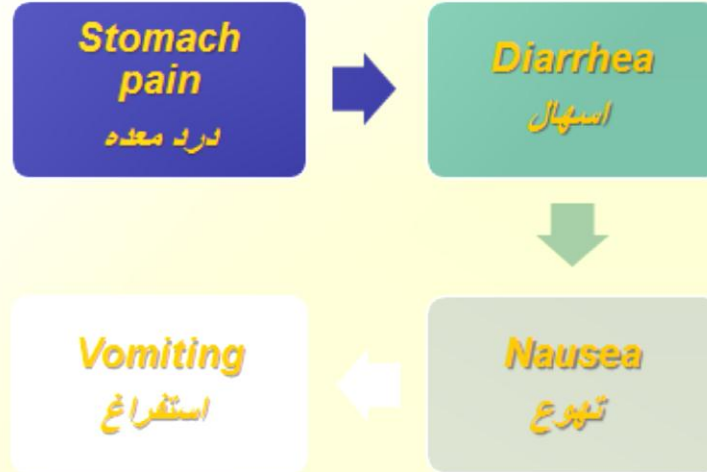 Stomach
pain
درد معده
Diarrhea
اسهال
Nausea
تهوع
Vomiting
استفراغ